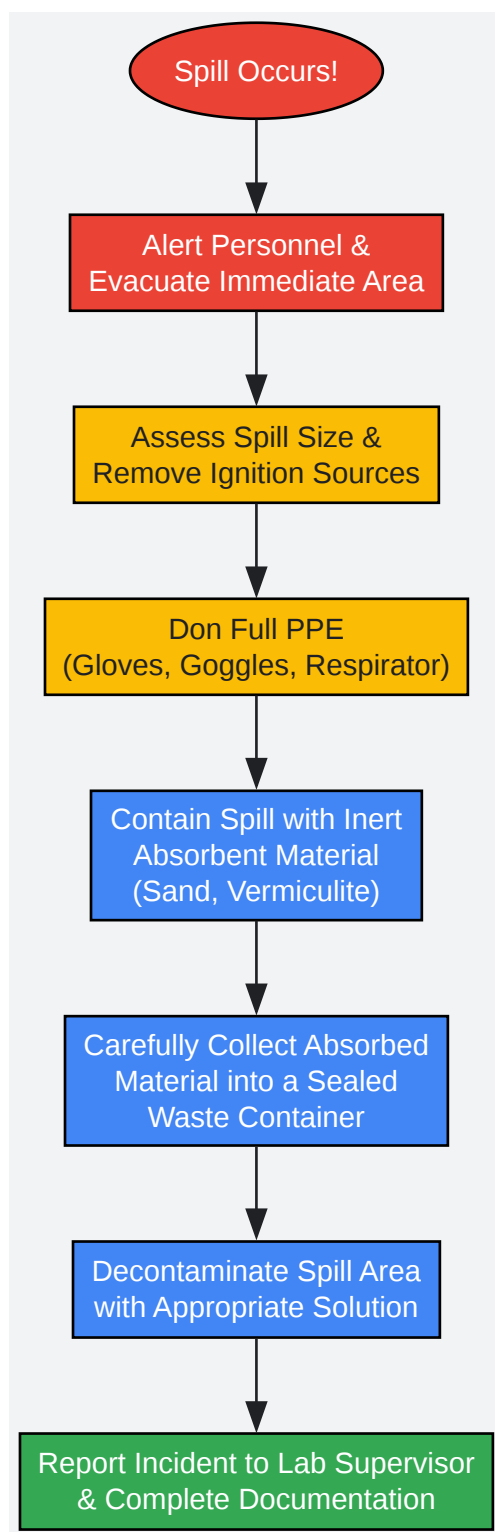 Spill Occurs!
Alert Personnel &
Evacuate Immediate Area
Assess Spill Size &
Remove Ignition Sources
Don Full PPE
(Gloves, Goggles, Respirator)
Contain Spill with Inert
Absorbent Material
(Sand, Vermiculite)
Carefully Collect Absorbed
Material into a Sealed
Waste Container
Decontaminate Spill Area
with Appropriate Solution
Report Incident to Lab Supervisor
& Complete Documentation